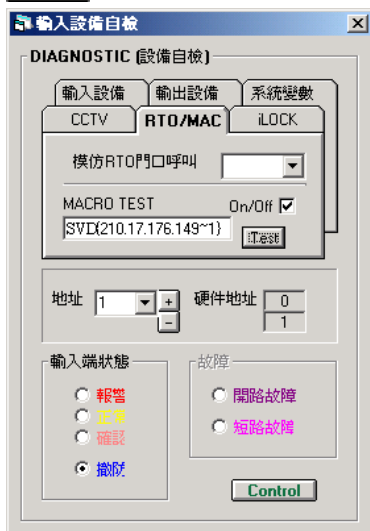 輸入設備自檢
DIAGNOSTIC (設備自檢)
輸入設備 輸出設備 系統變數
CCTV RTO/MAC iLOCK
模仿RTO門口呼叫
MACRO TEST On/Off
SVD{210.17.176.149~1} Test
地址 1 + - 硬件地址 0
1
輸入端狀態 故障
報警 開路故障
正常
確認 短路故障
撤防
Control